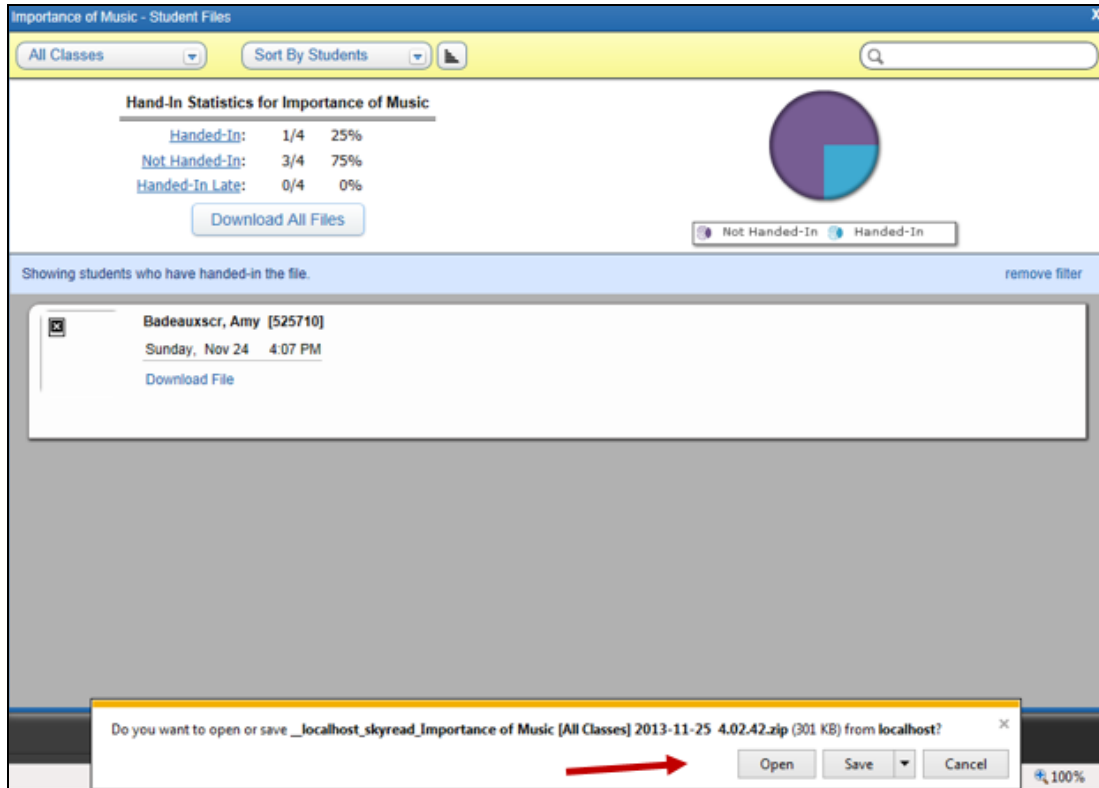 Importance of Music - Student Files X
All Classes Sort By Students
Hand-In Statistics for Importance of Music
Handed-In: 1/4 25%
Not Handed-In: 3/4 75%
Handed-In Late: 0/4 0%
Download All Files
Not Handed-In Handed-In
Showing students who have handed-in the file. remove filter
Badeauxscr, Amy [525710]
Sunday, Nov 24 4:07 PM
Download File
Do you want to open or save __localhost_skyread_Importance of Music [All Classes] 2013-11-25 4.02.42.zip (301 KB) from localhost? ×
Open Save Cancel
100%